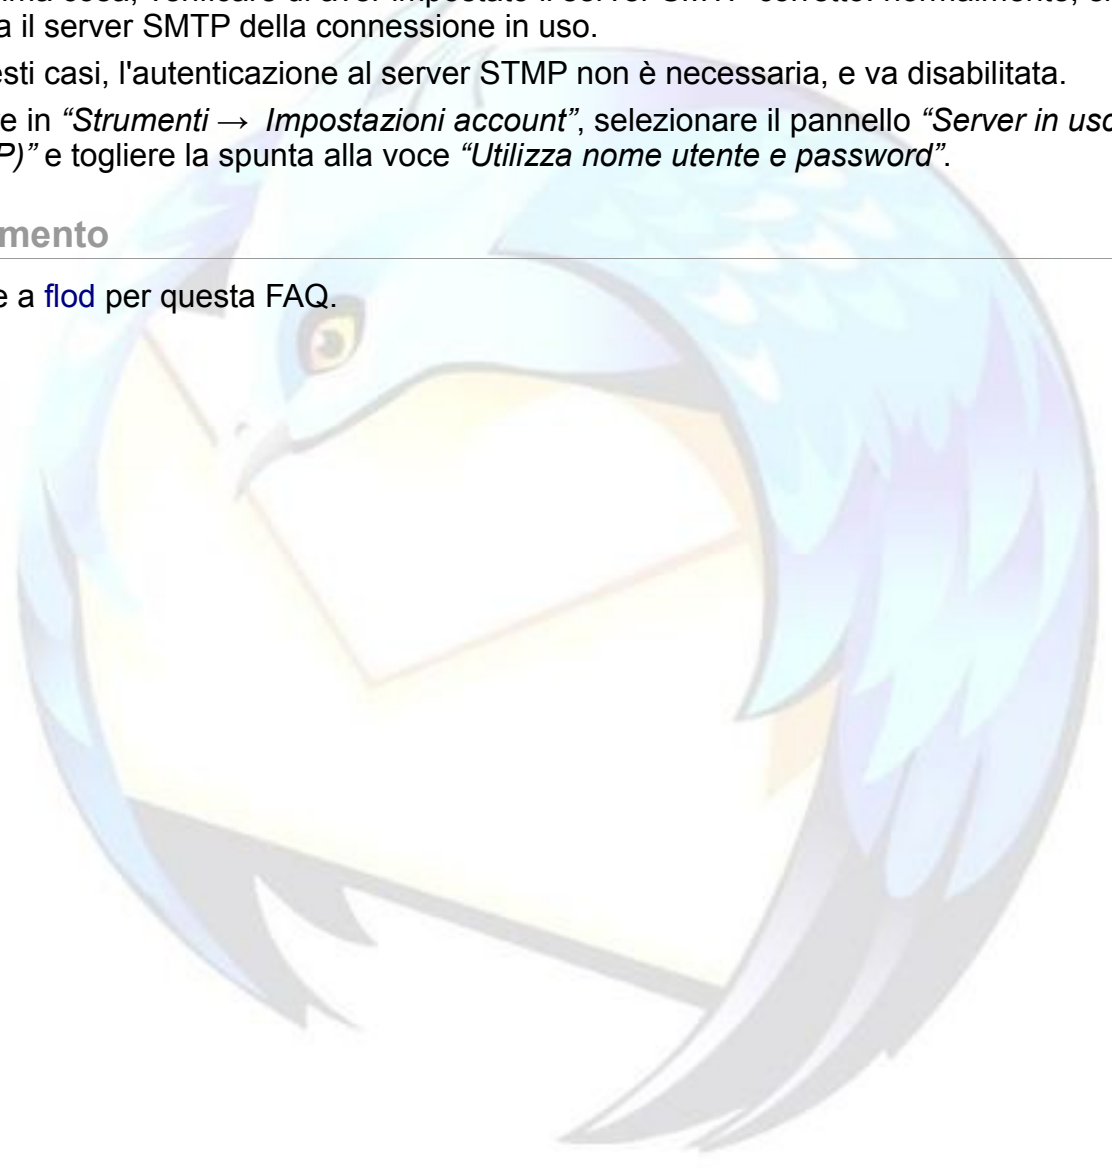 a il server SMTP della connessione in uso.
esti casi, l'autenticazione al server STMP non è necessaria, e va disabilitata.
e in “Strumenti → Impostazioni account”, selezionare il pannello “Server in usc
P)” e togliere la spunta alla voce “Utilizza nome utente e password”.
mento
e a flod per questa FAQ.